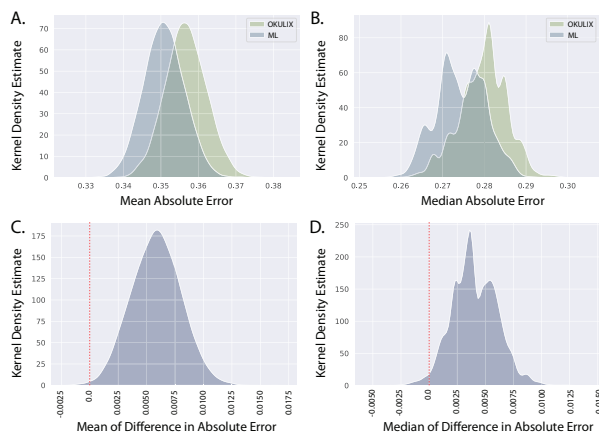 A.
OKULIX
ML
Kernel Density Estimate
70
60
50
40
30
20
10
0
0.33 0.34 0.35 0.36 0.37 0.38
Mean Absolute Error
B.
OKULIX
ML
Kernel Density Estimate
80
60
40
20
0
0.25 0.26 0.27 0.28 0.29 0.30
Median Absolute Error
C.
Kernel Density Estimate
175
150
125
100
75
50
25
0
-0.0025 0.0 0.0025 0.0050 0.0075 0.0100 0.0125 0.0150 0.0175
Mean of Difference in Absolute Error
D.
Kernel Density Estimate
250
200
150
100
50
0
-0.0050 -0.0025 0.0 0.0025 0.0050 0.0075 0.0100 0.0125 0.0150
Median of Difference in Absolute Error